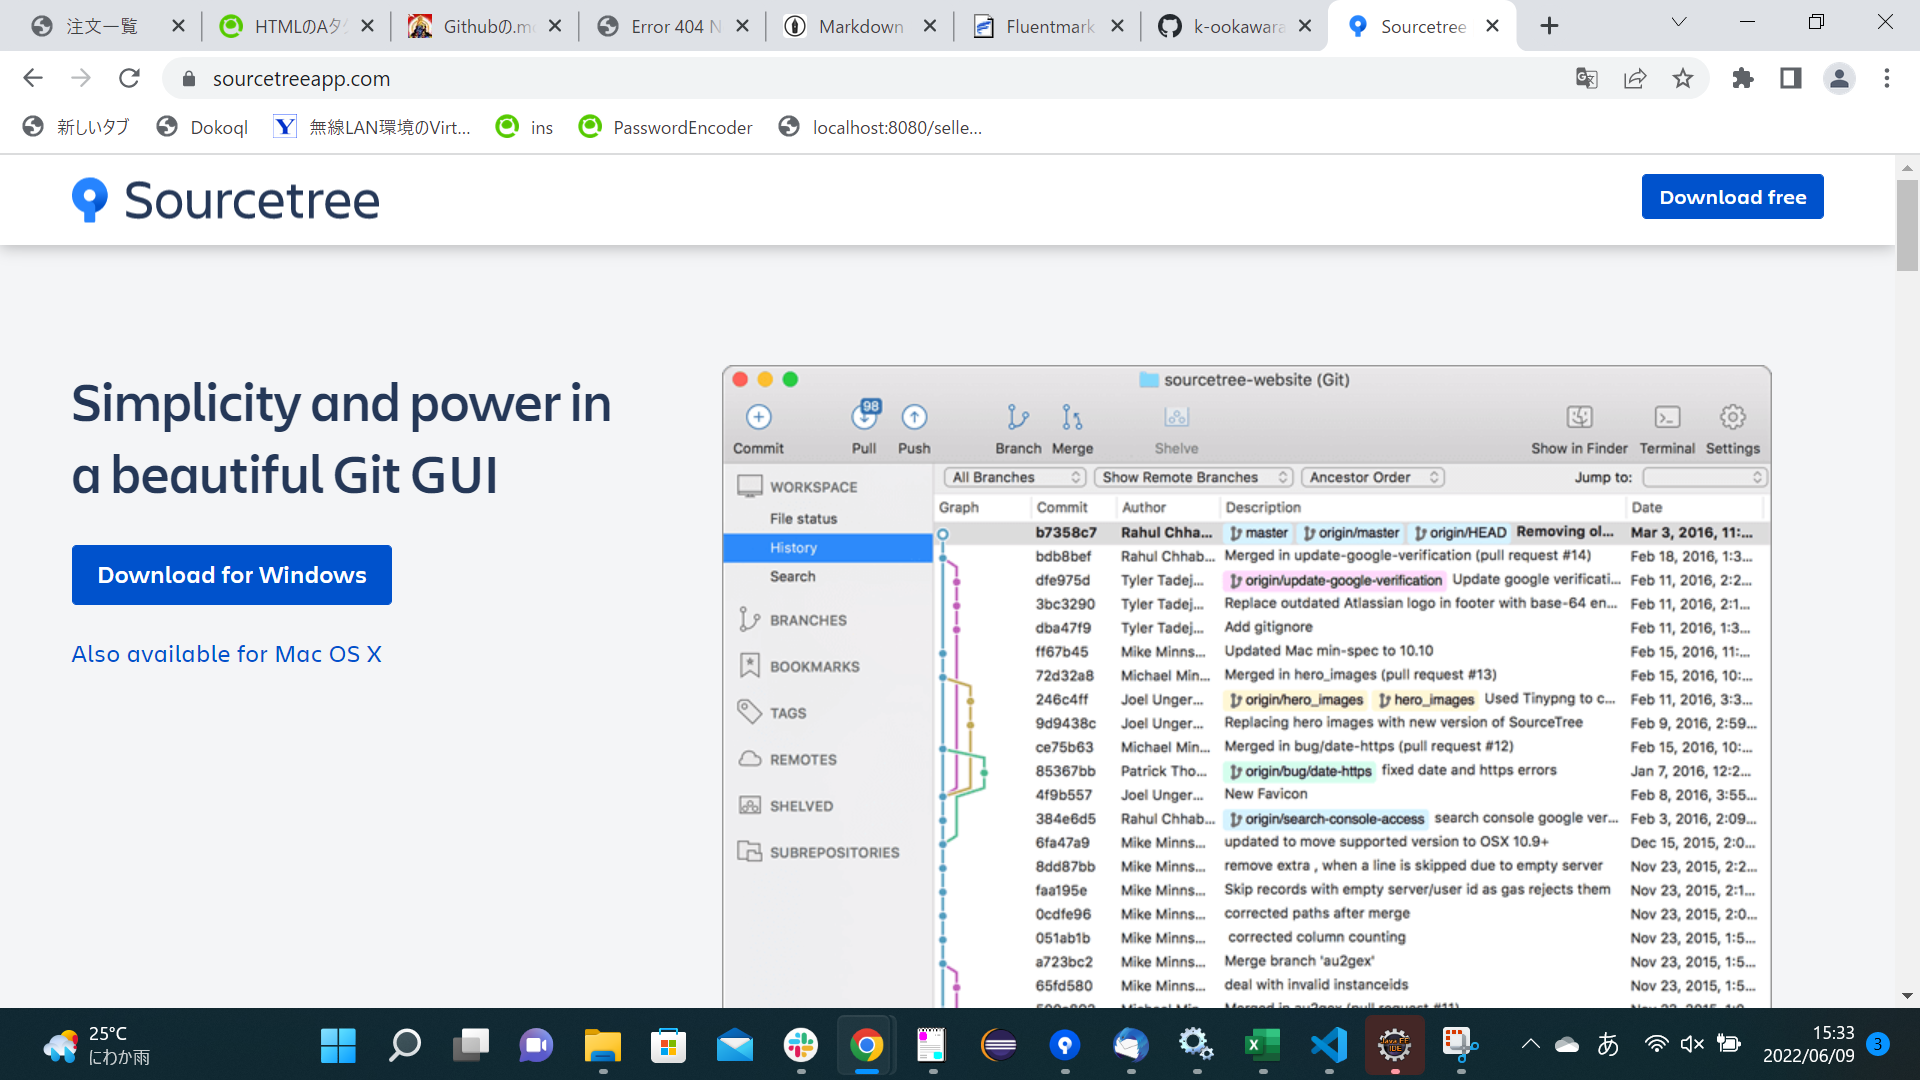 注文一覧
HTMLのAタグ
Githubの.m
Error 404 N
Markdown
Fluentmark
k-ookawara
Sourcetree
sourcetreeapp.com
新しいタブ
Dokoql
無線LAN環境のVirt...
ins
PasswordEncoder
localhost:8080/selle...
Sourcetree
Download free
Simplicity and power in
a beautiful Git GUI
Download for Windows
Also available for Mac OS X
sourcetree-website (Git)
98
Commit Pull Push Branch Merge Shelve Show in Finder Terminal Settings
All Branches Show Remote Branches Ancestor Order Jump to:
WORKSPACE
File status
History
Search
BRANCHES
BOOKMARKS
TAGS
REMOTES
SHELVED
SUBREPOSITORIES
Graph Commit Author Description Date
b7358c7 Rahul Chha... master origin/master origin/HEAD Removing ol... Mar 3, 2016, 11:...
bdb8bef Rahul Chhab... Merged in update-google-verification (pull request #14) Feb 18, 2016, 1:3...
dfe975d Tyler Tadej... origin/update-google-verification Update google verificati... Feb 11, 2016, 2:2...
3bc3290 Tyler Tadej... Replace outdated Atlassian logo in footer with base-64 en... Feb 11, 2016, 2:1...
dba47f9 Tyler Tadej... Add gitignore Feb 11, 2016, 1:3...
ff67b45 Mike Minns... Updated Mac min-spec to 10.10 Feb 15, 2016, 11:...
72d32a8 Michael Min... Merged in hero_images (pull request #13) Feb 15, 2016, 10:...
246c4ff Joel Unger... origin/hero_images hero_images Used Tinypng to c... Feb 11, 2016, 3:3...
9d9438c Joel Unger... Replacing hero images with new version of SourceTree Feb 9, 2016, 2:59...
ce75b63 Michael Min... Merged in bug/date-https (pull request #12) Feb 15, 2016, 10:...
85367bb Patrick Tho... origin/bug/date-https fixed date and https errors Jan 7, 2016, 12:2...
4f9b557 Joel Unger... New Favicon Feb 8, 2016, 3:55...
384e6d5 Rahul Chhab... origin/search-console-access search console google ver... Feb 3, 2016, 2:09...
6fa47a9 Mike Minns... updated to move supported version to OSX 10.9+ Dec 15, 2015, 2:0...
8dd87bb Mike Minns... remove extra , when a line is skipped due to empty server Nov 23, 2015, 2:2...
faa195e Mike Minns... Skip records with empty server/user id as gas rejects them Nov 23, 2015, 2:1...
0cdfe96 Mike Minns... corrected paths after merge Nov 23, 2015, 2:0...
051ab1b Mike Minns... corrected column counting Nov 23, 2015, 1:5...
a723bc2 Mike Minns... Merge branch 'au2gex' Nov 23, 2015, 1:5...
65fd580 Mike Minns... deal with invalid instanceids Nov 23, 2015, 1:5...
Merged in au2gex (pull request #11)
25°C
にわか雨
あ
15:33
2022/06/09
3